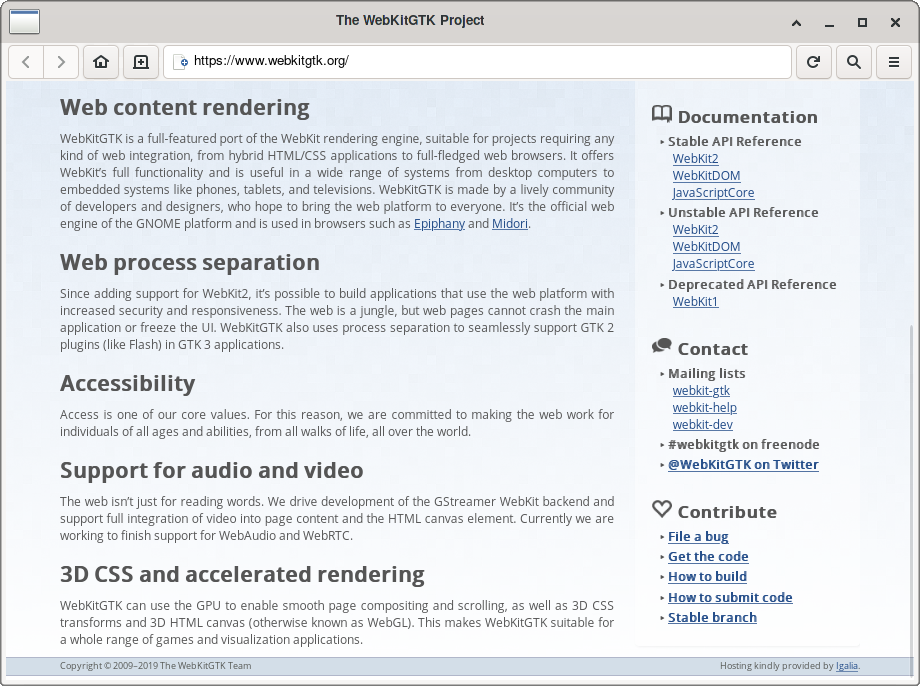 The WebKitGTK Project
https://www.webkitgtk.org/
Web content rendering
WebKitGTK is a full-featured port of the WebKit rendering engine, suitable for projects requiring any
kind of web integration, from hybrid HTML/CSS applications to full-fledged web browsers. It offers
WebKit’s full functionality and is useful in a wide range of systems from desktop computers to
embedded systems like phones, tablets, and televisions. WebKitGTK is made by a lively community
of developers and designers, who hope to bring the web platform to everyone. It’s the official web
engine of the GNOME platform and is used in browsers such as Epiphany and Midori.
Web process separation
Since adding support for WebKit2, it’s possible to build applications that use the web platform with
increased security and responsiveness. The web is a jungle, but web pages cannot crash the main
application or freeze the UI. WebKitGTK also uses process separation to seamlessly support GTK 2
plugins (like Flash) in GTK 3 applications.
Accessibility
Access is one of our core values. For this reason, we are committed to making the web work for
individuals of all ages and abilities, from all walks of life, all over the world.
Support for audio and video
The web isn’t just for reading words. We drive development of the GStreamer WebKit backend and
support full integration of video into page content and the HTML canvas element. Currently we are
working to finish support for WebAudio and WebRTC.
3D CSS and accelerated rendering
WebKitGTK can use the GPU to enable smooth page compositing and scrolling, as well as 3D CSS
transforms and 3D HTML canvas (otherwise known as WebGL). This makes WebKitGTK suitable for
a whole range of games and visualization applications.
Documentation
‣ Stable API Reference
WebKit2
WebKitDOM
JavaScriptCore
‣ Unstable API Reference
WebKit2
WebKitDOM
JavaScriptCore
‣ Deprecated API Reference
WebKit1
Contact
‣ Mailing lists
webkit-gtk
webkit-help
webkit-dev
‣ #webkitgtk on freenode
‣ @WebKitGTK on Twitter
Contribute
‣ File a bug
‣ Get the code
‣ How to build
‣ How to submit code
‣ Stable branch
Copyright © 2009–2019 The WebKitGTK Team
Hosting kindly provided by Igalia.